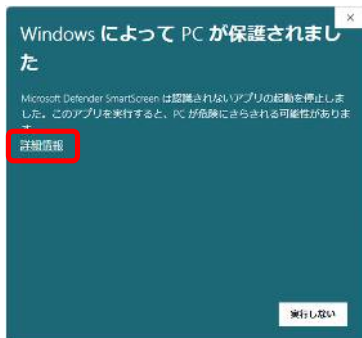 Windows によって PC が保護されまし
た
Microsoft Defender SmartScreen は認識されないアプリの起動を停止しま
した。このアプリを実行すると、PC が危険にさらされる可能性がありま
す。
詳細情報
実行しない